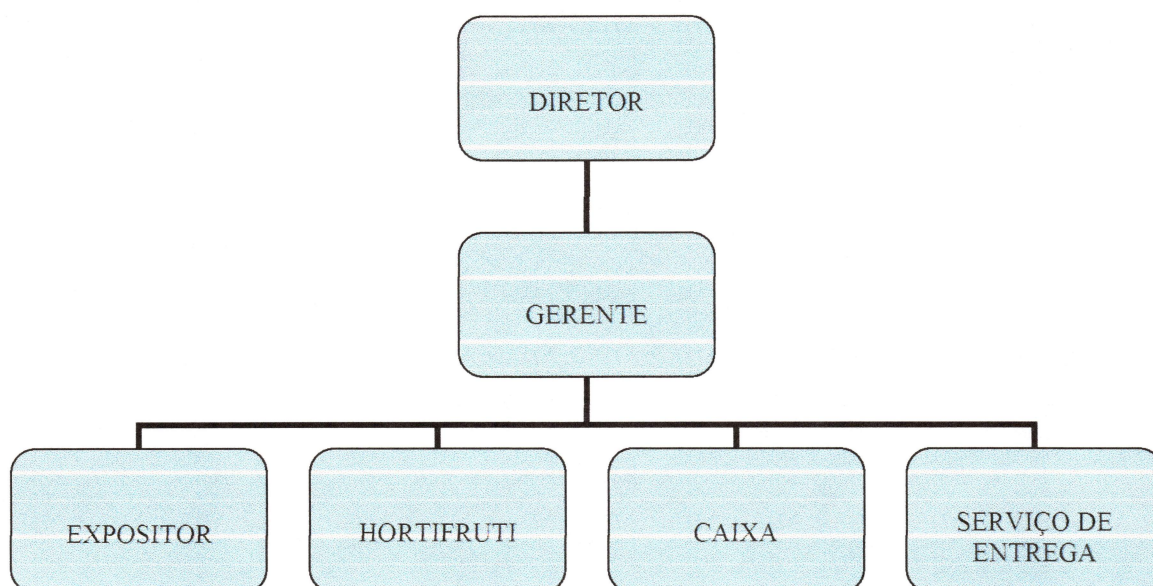 DIRETOR
GERENTE
EXPOSITOR
HORTIFRUTI
CAIXA
SERVIÇO DE
ENTREGA